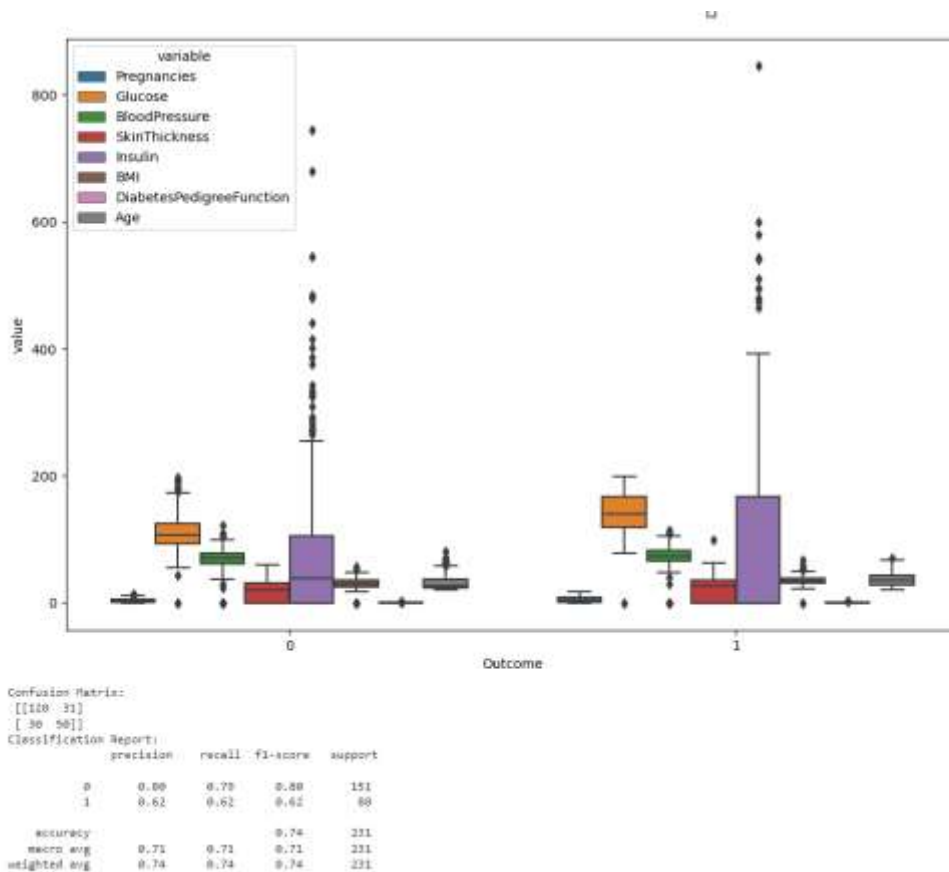 variable
Pregnancies
Glucose
BloodPressure
SkinThickness
Insulin
BMI
DiabetesPedigreeFunction
Age
800
600
400
200
0
value
0 1
Outcome
Confusion Matrix:
[[120 31]
[ 30 50]]
Classification Report:
precision recall f1-score support
0 0.80 0.79 0.80 151
1 0.62 0.62 0.62 80
accuracy 0.74 231
macro avg 0.71 0.71 0.71 231
weighted avg 0.74 0.74 0.74 231